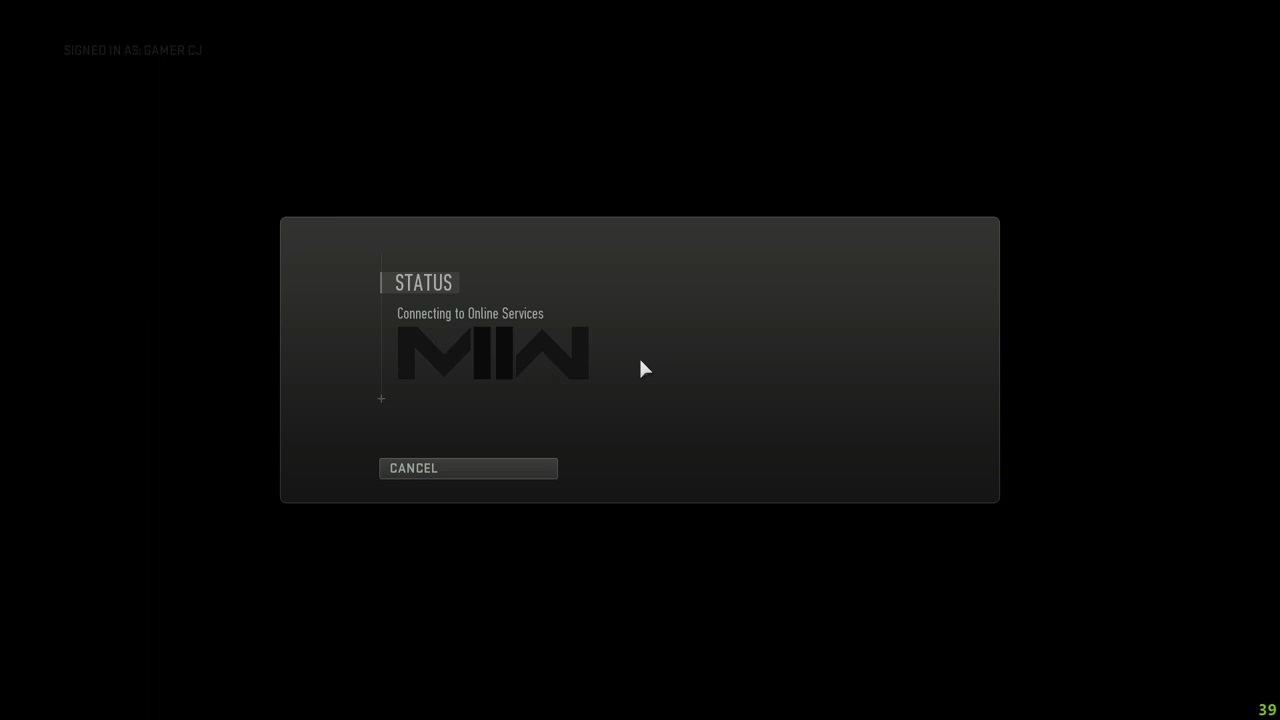 SIGNED IN AS: GAMER CJ
STATUS
Connecting to Online Services
MIIW
CANCEL
39